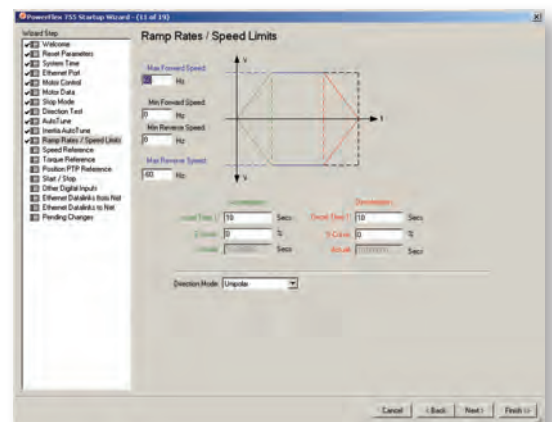 PowerFlex 755 Startup Wizard - (11 of 19)
Wizard Step
Welcome
Reset Parameters
System Time
Ethernet Port
Motor Control
Motor Data
Stop Mode
Direction Test
AutoTune
Inertia AutoTune
Ramp Rates / Speed Limits
Speed Reference
Torque Reference
Position PTP Reference
Start / Stop
Other Digital Inputs
Ethernet Datalinks from Net
Ethernet Datalinks to Net
Pending Changes
Ramp Rates / Speed Limits
Max Forward Speed:
Hz
Min Forward Speed:
0 Hz
Min Reverse Speed:
0 Hz
Max Reverse Speed:
-60 Hz
V
t
V
Accel Time 1: 10 Secs
S Curve: 0 %
Actual: Secs
Decel Time 1: 10 Secs
S Curve: 0 %
Actual: Secs
Direction Mode: Unipolar
Cancel
< Back
Next >
Finish >>